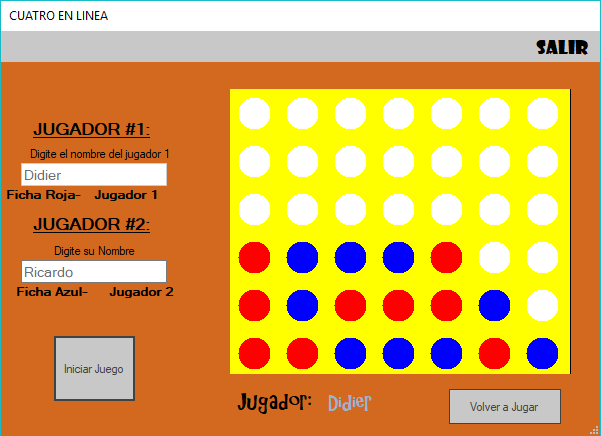 CUATRO EN LINEA
SALIR
JUGADOR #1:
Digite el nombre del jugador 1
Didier
Ficha Roja- Jugador 1
JUGADOR #2:
Digite su Nombre
Ricardo
Ficha Azul- Jugador 2
Iniciar Juego
Jugador: Didier
Volver a Jugar